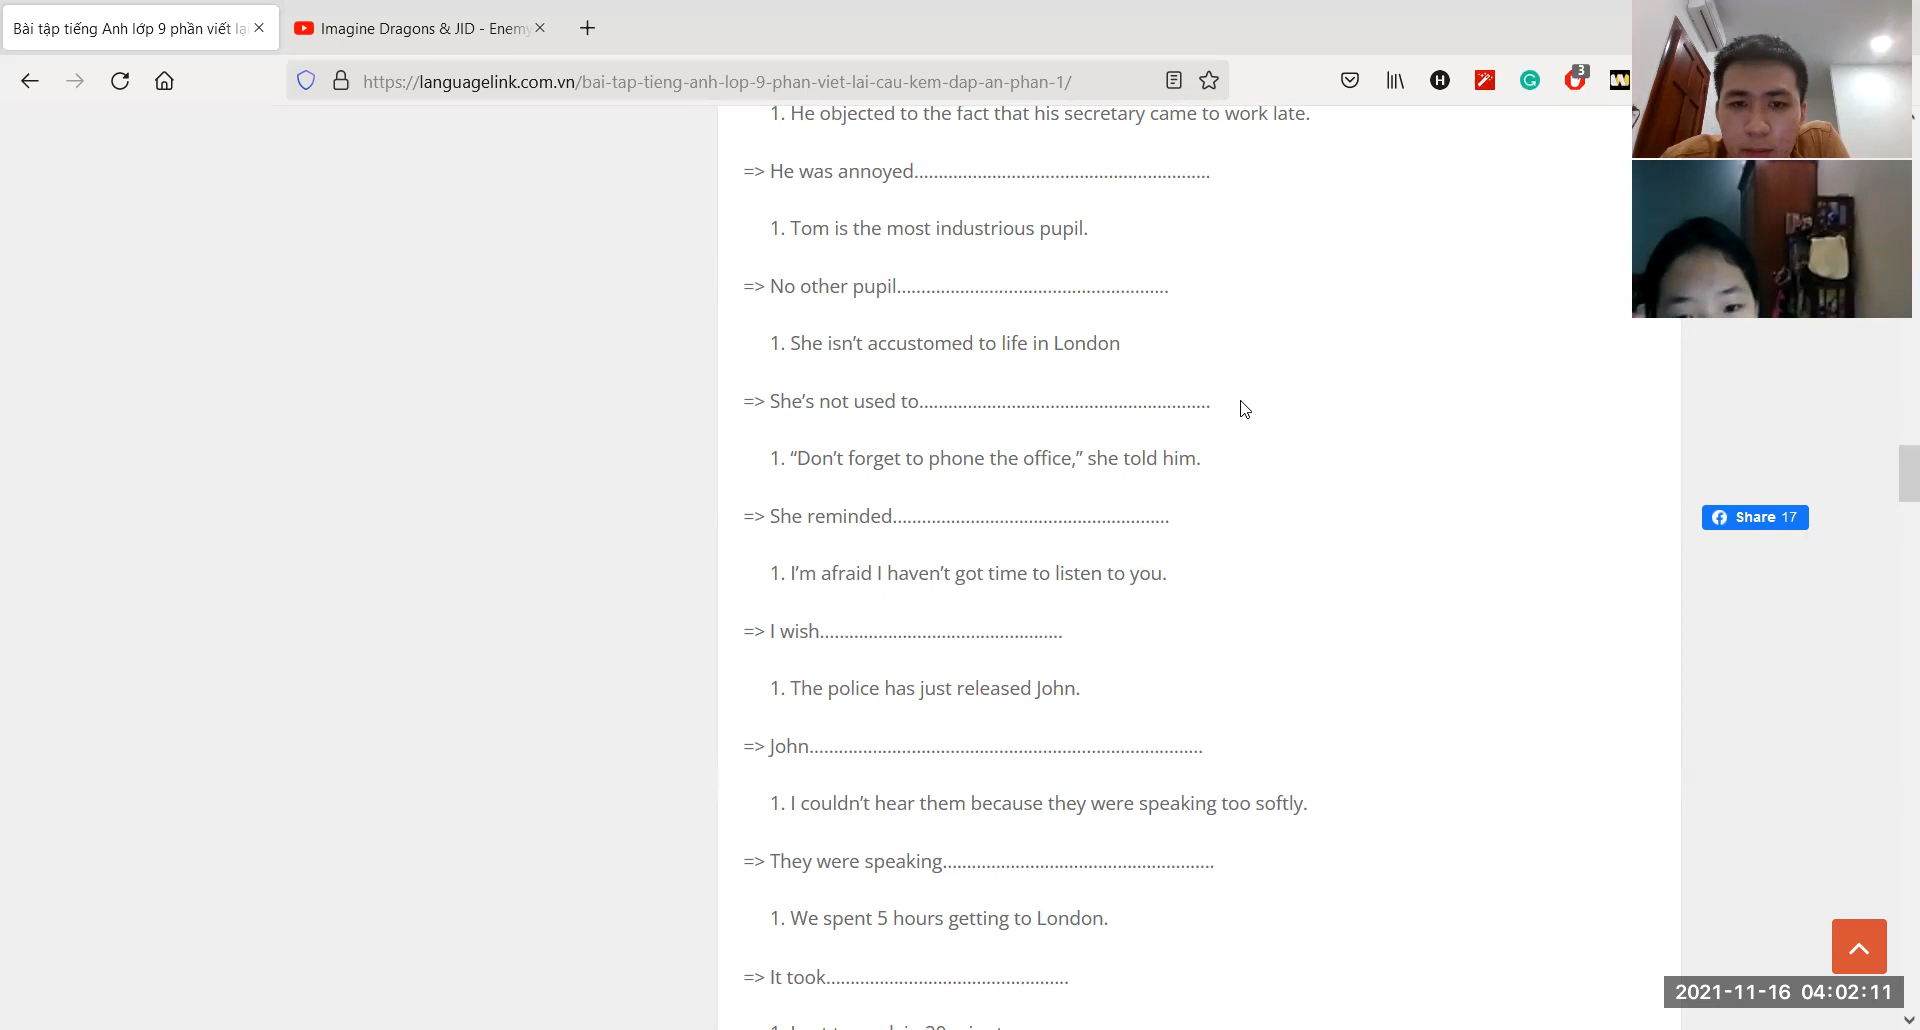 Bài tập tiếng Anh lớp 9 phần viết lại
Imagine Dragons & JID - Enemy
https://languagelink.com.vn/bai-tap-tieng-anh-lop-9-phan-viet-lai-cau-kem-dap-an-phan-1/
3
1. He objected to the fact that his secretary came to work late.
=> He was annoyed............................................................
1. Tom is the most industrious pupil.
=> No other pupil.......................................................
1. She isn’t accustomed to life in London
=> She’s not used to...........................................................
1. “Don’t forget to phone the office,” she told him.
=> She reminded........................................................
1. I’m afraid I haven’t got time to listen to you.
=> I wish.................................................
1. The police has just released John.
=> John................................................................................
1. I couldn’t hear them because they were speaking too softly.
=> They were speaking.......................................................
1. We spent 5 hours getting to London.
=> It took.................................................
Share 17
2021-11-16 04:02:11